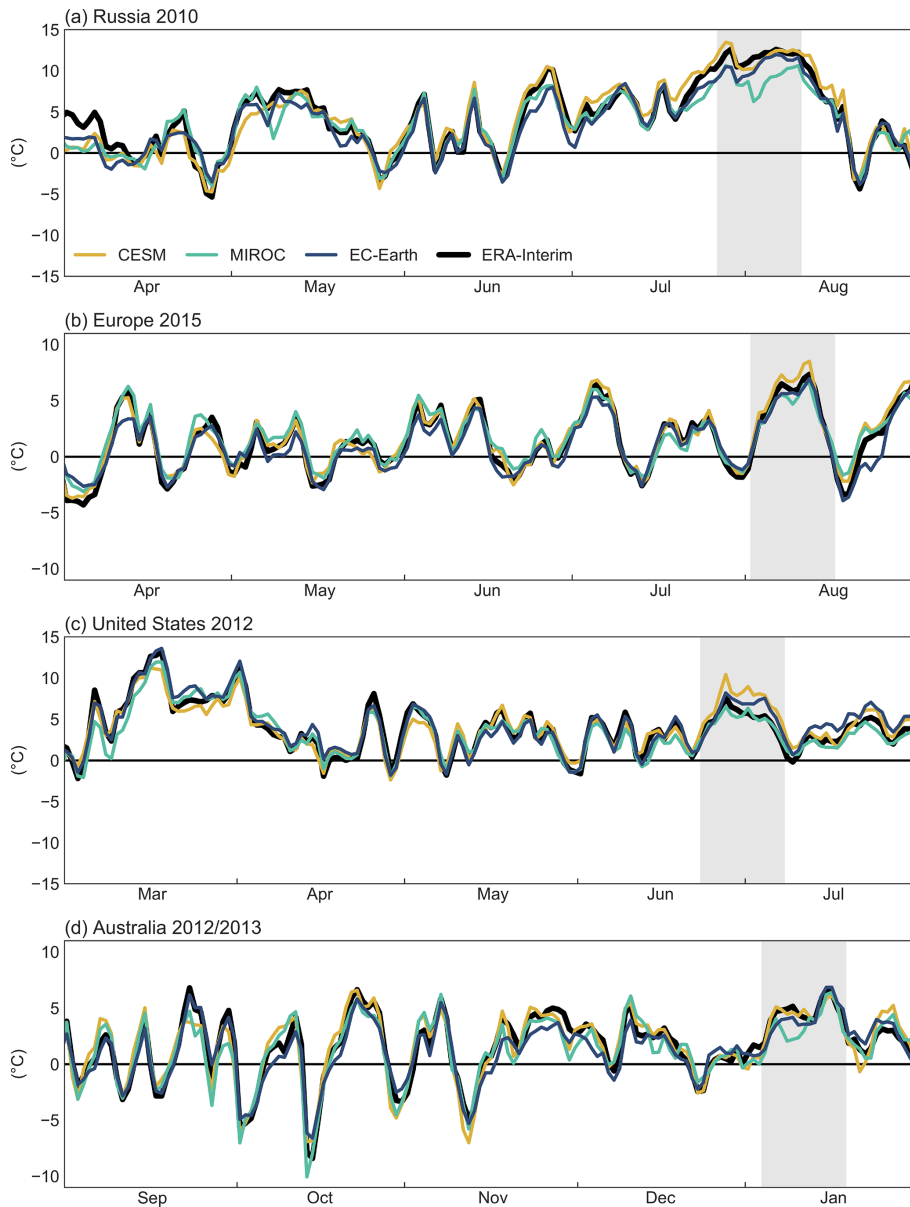 (a) Russia 2010
15
10
5
0
−5
−10
−15
(°C)
CESM MIROC EC-Earth ERA-Interim
Apr May Jun Jul Aug
(b) Europe 2015
10
5
0
−5
−10
(°C)
Apr May Jun Jul Aug
(c) United States 2012
15
10
5
0
−5
−10
−15
(°C)
Mar Apr May Jun Jul
(d) Australia 2012/2013
10
5
0
−5
−10
(°C)
Sep Oct Nov Dec Jan